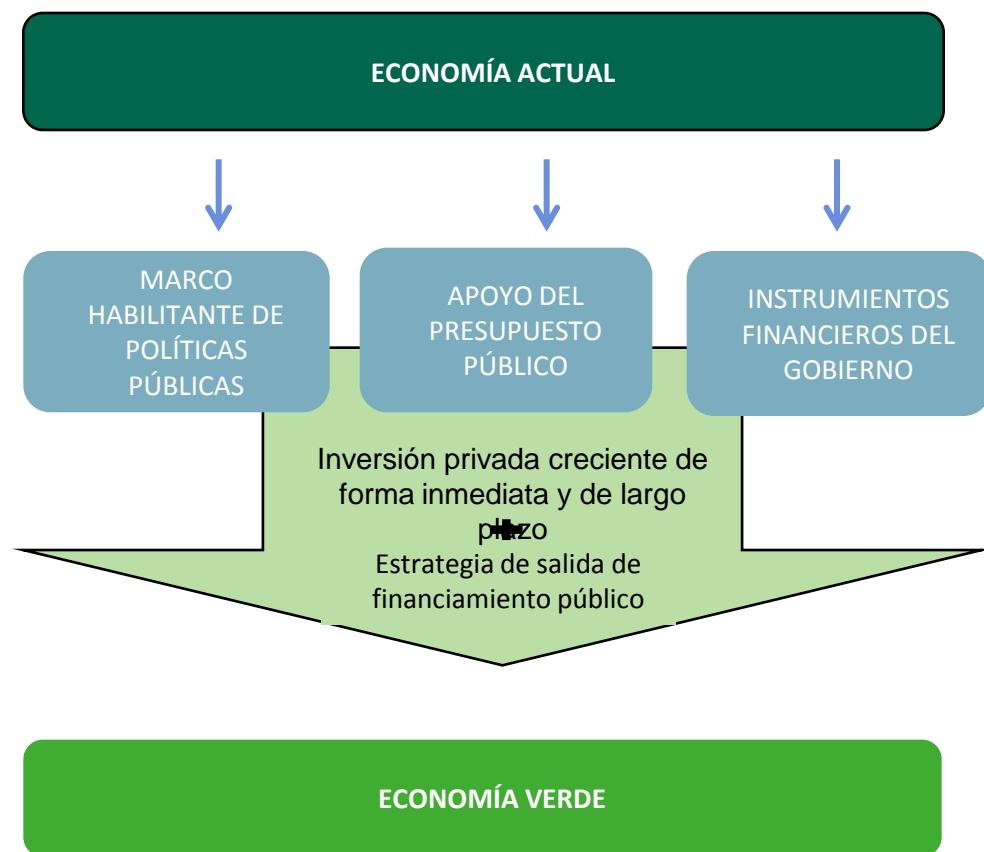 ECONOMÍA ACTUAL
MARCO
HABILITANTE DE
POLÍTICAS
PÚBLICAS
APOYO DEL
PRESUPUESTO
PÚBLICO
INSTRUMIENTOS
FINANCIEROS DEL
GOBIERNO
Inversión privada creciente de
forma inmediata y de largo
plazo
Estrategia de salida de
financiamiento público
ECONOMÍA VERDE